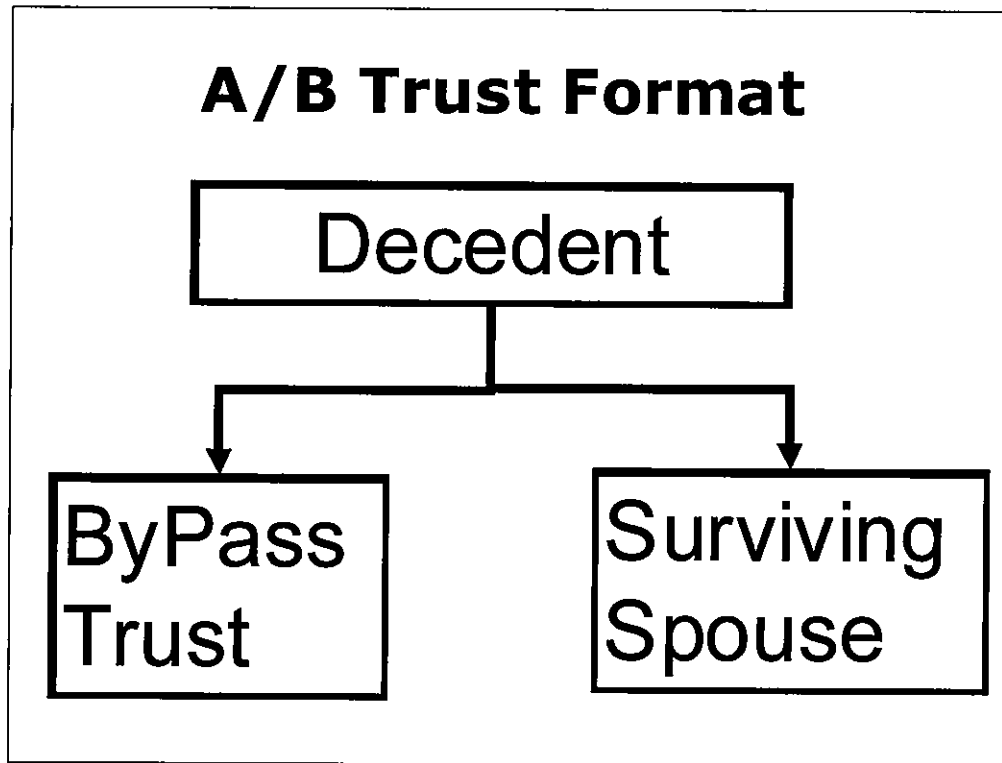 A/B Trust Format
Decedent
ByPass
Trust
Surviving
Spouse